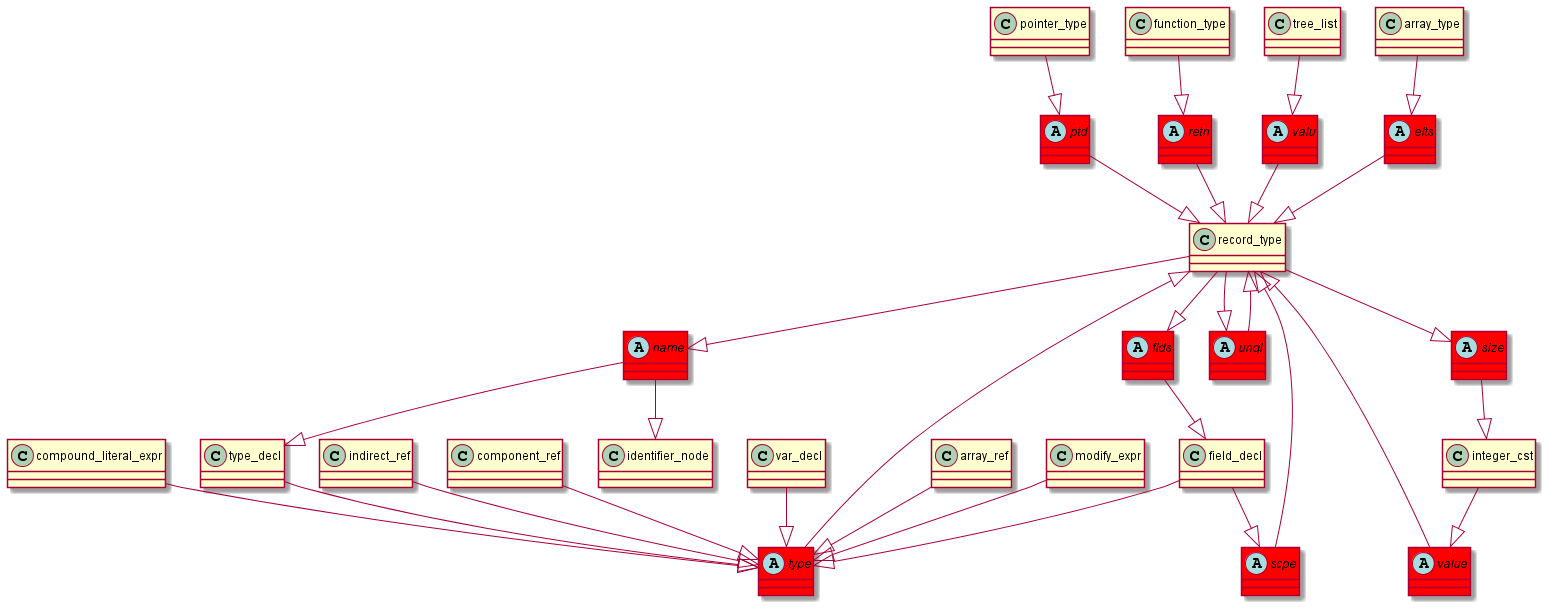 C pointer_type
C function_type
C tree_list
C array_type
A ptd
A retn
A valu
A elts
C record_type
A name
A flds
A unql
A size
C compound_literal_expr
C type_decl
C indirect_ref
C component_ref
C identifier_node
C var_decl
C array_ref
C modify_expr
C field_decl
C integer_cst
A type
A scpe
A value